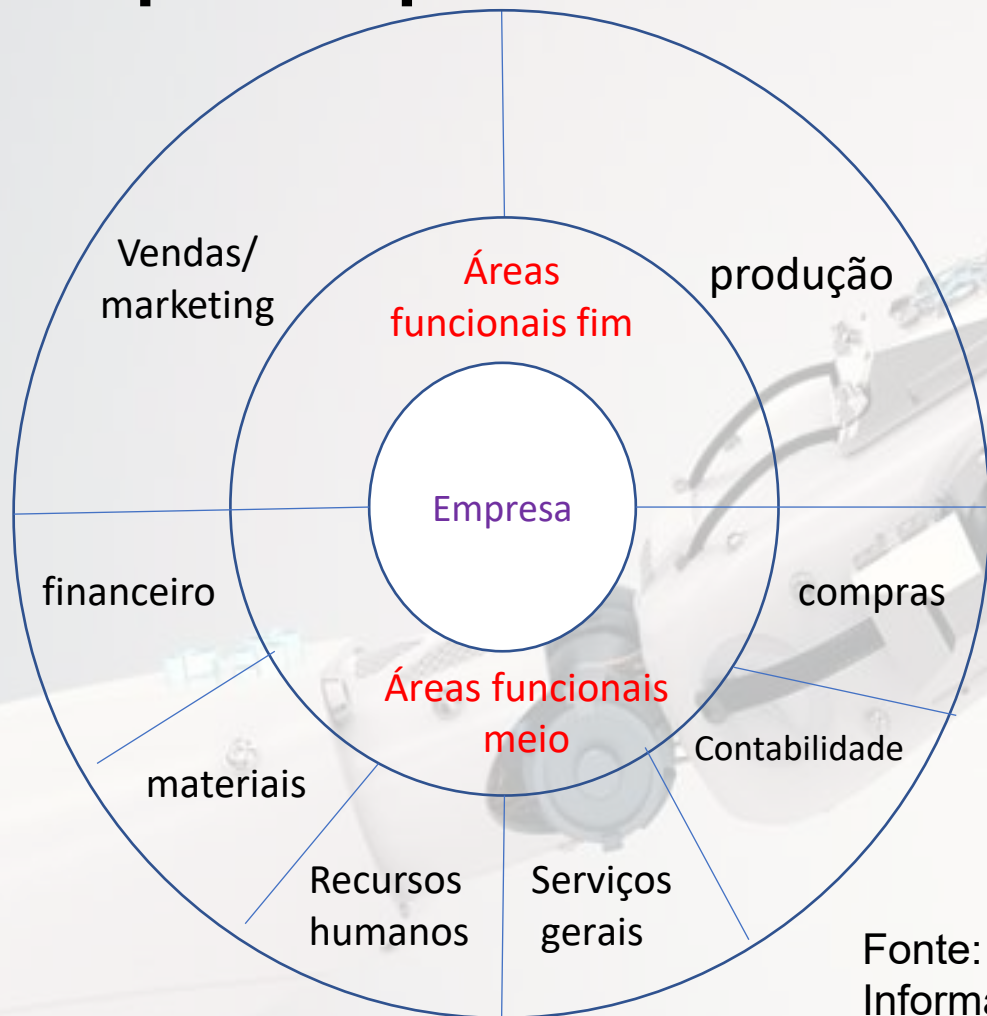 Vendas/
marketing
Áreas
funcionais fim
produção
Empresa
financeiro
compras
Áreas funcionais
meio
Contabilidade
materiais
Recursos
humanos
Serviços
gerais
Fonte: